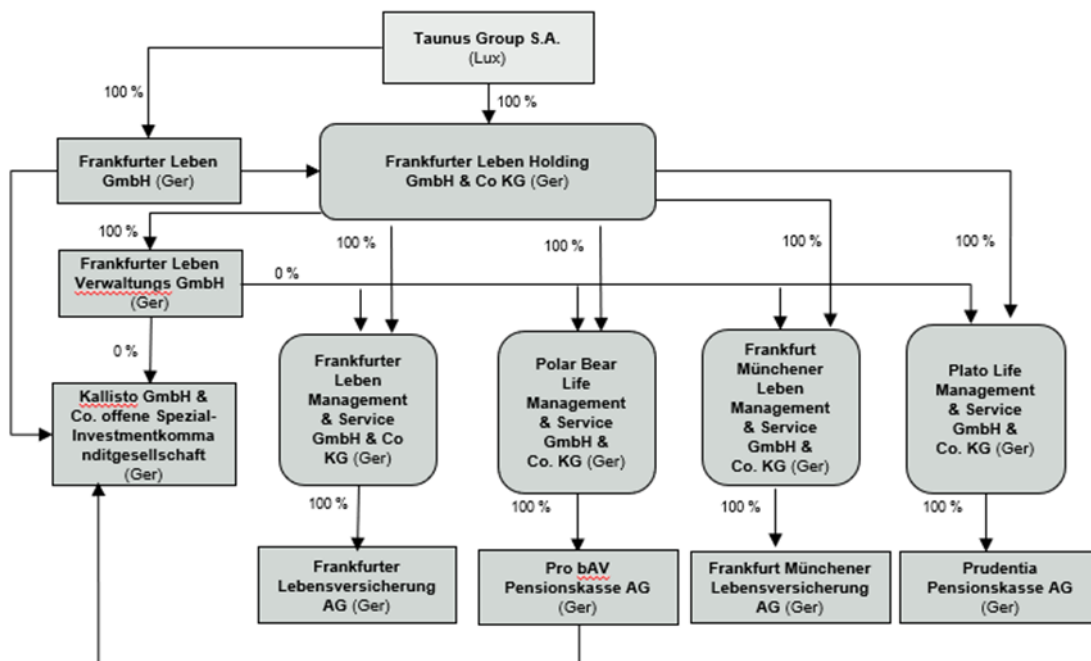 Taunus Group S.A.
(Lux)
100 %
100 %
Frankfurter Leben
GmbH (Ger)
Frankfurter Leben Holding
GmbH & Co KG (Ger)
100 %
100 %
100 %
100 %
100 %
Frankfurter Leben
Verwaltungs GmbH
(Ger)
0 %
0 %
Kallisto GmbH &
Co. offene Spezial-
Investmentkomma
nditgesellschaft
(Ger)
Frankfurter
Leben
Management
& Service
GmbH & Co
KG (Ger)
Polar Bear
Life
Management
& Service
GmbH &
Co. KG (Ger)
Frankfurt
Münchener
Leben
Management
& Service
GmbH &
Co. KG (Ger)
Plato Life
Management
& Service
GmbH &
Co. KG (Ger)
100 %
100 %
100 %
100 %
Frankfurter
Lebensversicherung
AG (Ger)
Pro bAV
Pensionskasse AG
(Ger)
Frankfurt Münchener
Lebensversicherung
AG (Ger)
Prudentia
Pensionskasse AG
(Ger)